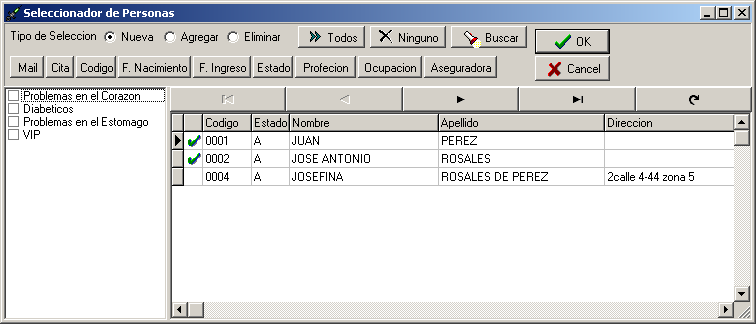 Seleccionador de Personas
Tipo de Seleccion Nueva Agregar Eliminar Todos Ninguno Buscar OK
Mail Cita Codigo F. Nacimiento F. Ingreso Estado Profecion Ocupacion Aseguradora Cancel
Problemas en el Corazon
Diabeticos
Problemas en el Estomago
VIP
Codigo Estado Nombre Apellido Direccion
0001 A JUAN PEREZ
0002 A JOSE ANTONIO ROSALES
0004 A JOSEFINA ROSALES DE PEREZ 2calle 4-44 zona 5